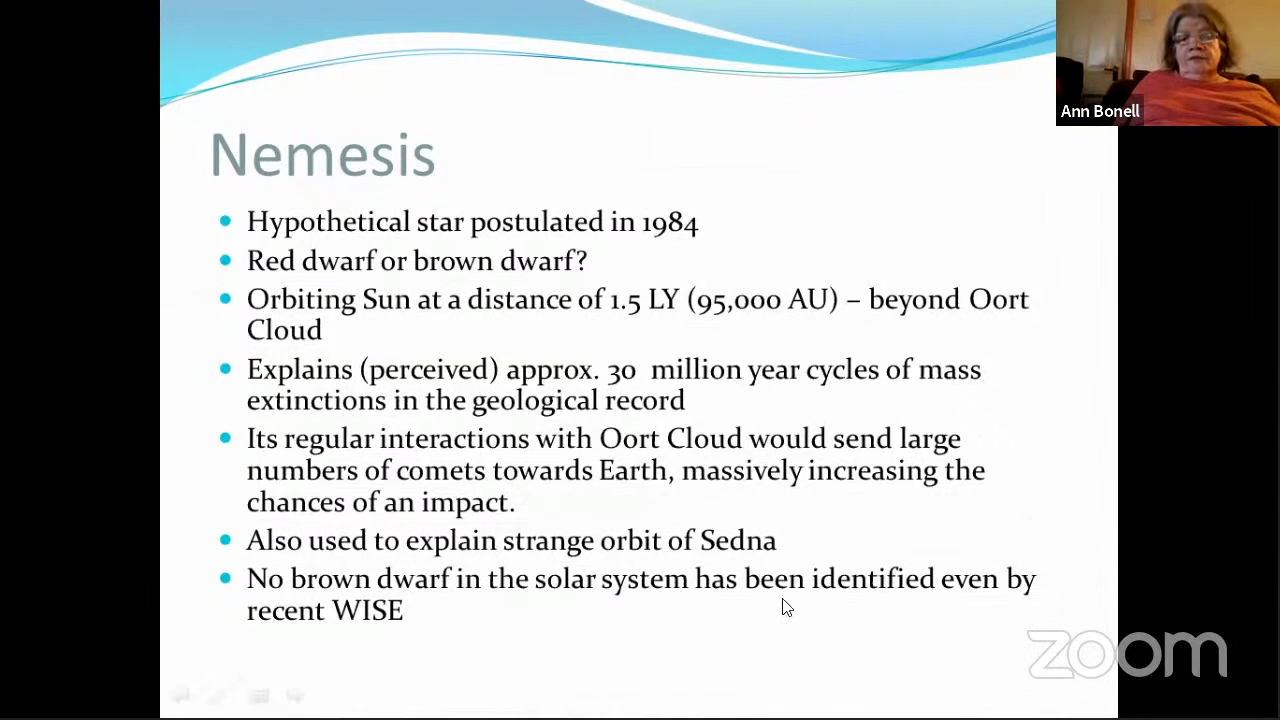 Ann Bonell
Nemesis
Hypothetical star postulated in 1984
Red dwarf or brown dwarf?
Orbiting Sun at a distance of 1.5 LY (95,000 AU) – beyond Oort
Cloud
Explains (perceived) approx. 30 million year cycles of mass
extinctions in the geological record
Its regular interactions with Oort Cloud would send large
numbers of comets towards Earth, massively increasing the
chances of an impact.
Also used to explain strange orbit of Sedna
No brown dwarf in the solar system has been identified even by
recent WISE
zoom